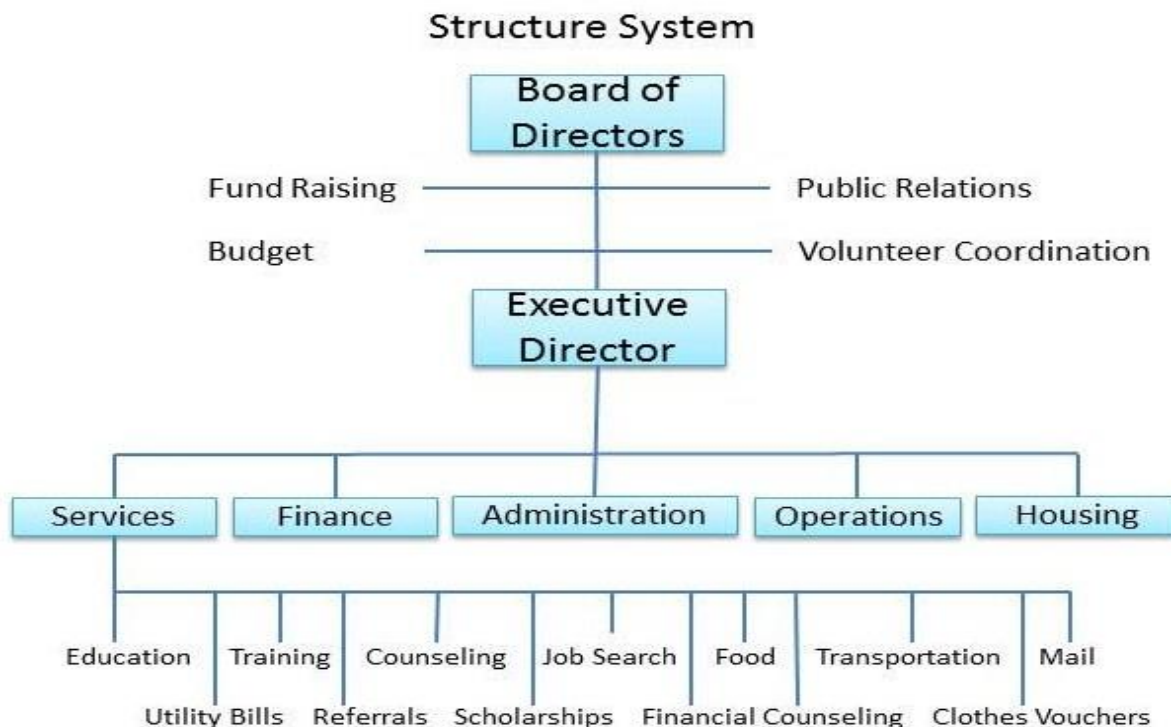 Structure System
Board of
Directors
Fund Raising
Public Relations
Budget
Volunteer Coordination
Executive
Director
Services
Finance
Administration
Operations
Housing
Education
Training
Counseling
Job Search
Food
Transportation
Mail
Utility Bills
Referrals
Scholarships
Financial Counseling
Clothes Vouchers